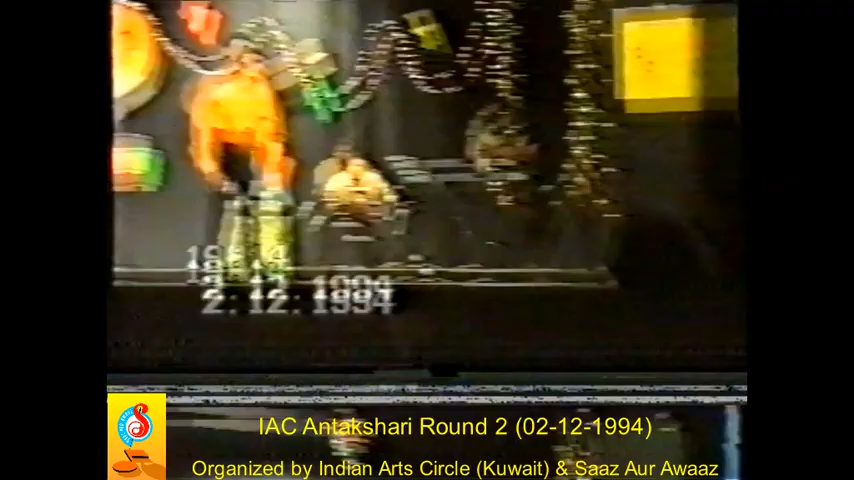 2.12.1994
IAC Antakshari Round 2 (02-12-1994)
Organized by Indian Arts Circle (Kuwait) & Saaz Aur Awaaz